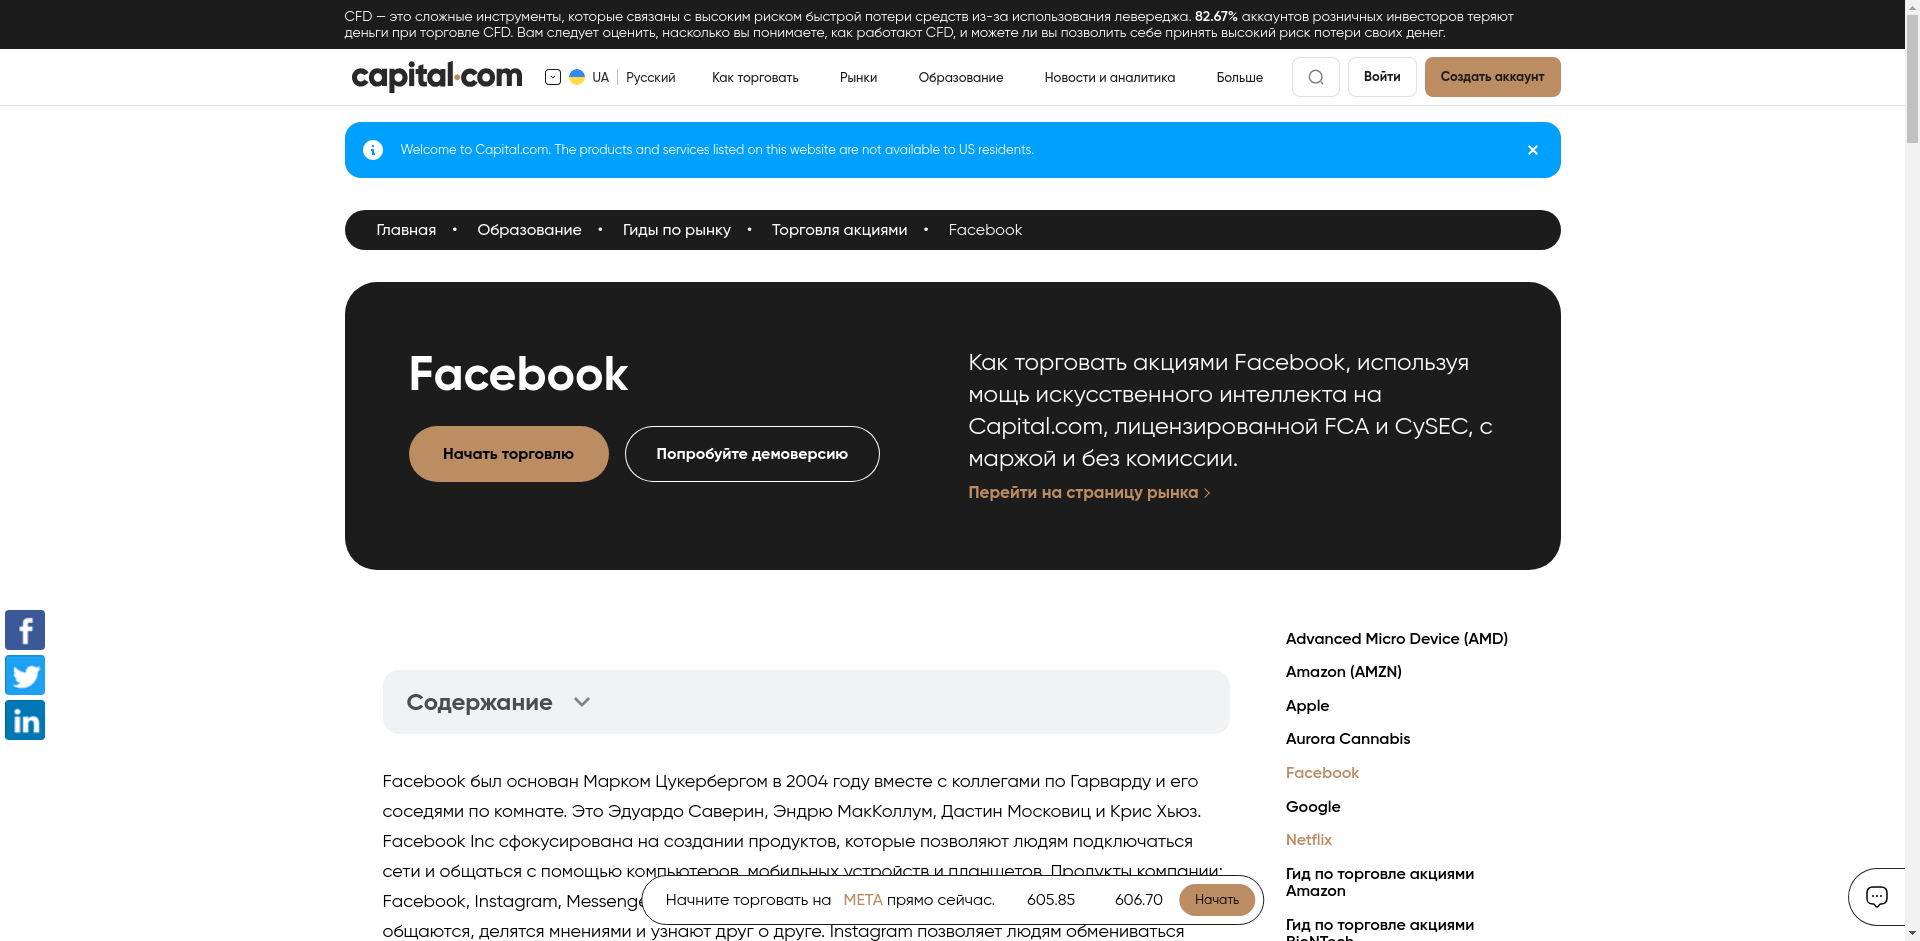 CFD — это сложные инструменты, которые связаны с высоким риском быстрой потери средств из-за использования левереджа. 82.67% аккаунтов розничных инвесторов теряют
деньги при торговле CFD. Вам следует оценить, насколько вы понимаете, как работают CFD, и можете ли вы позволить себе принять высокий риск потери своих денег.
capital.com UA Русский Как торговать Рынки Образование Новости и аналитика Больше Войти Создать аккаунт
Welcome to Capital.com. The products and services listed on this website are not available to US residents.
Главная • Образование • Гиды по рынку • Торговля акциями • Facebook
Facebook
Начать торговлю Попробуйте демоверсию
Как торговать акциями Facebook, используя
мощь искусственного интеллекта на
Capital.com, лицензированной FCA и CySEC, с
маржой и без комиссии.
Перейти на страницу рынка
Содержание
Facebook был основан Марком Цукербергом в 2004 году вместе с коллегами по Гарварду и его
соседями по комнате. Это Эдуардо Саверин, Эндрю МакКоллум, Дастин Московиц и Крис Хьюз.
Facebook Inc сфокусирована на создании продуктов, которые позволяют людям подключаться
сети и общаться с помощью компьютеров, мобильных устройств и планшетов. Продукты компании:
Facebook, Instagram, Messenge
общаются, делятся мнениями и узнают друг о друге. Instagram позволяет людям обмениваться
Advanced Micro Device (AMD)
Amazon (AMZN)
Apple
Aurora Cannabis
Facebook
Google
Netflix
Гид по торговле акциями
Amazon
Гид по торговле акциями
BioNTech
Начните торговать на META прямо сейчас. 605.85 606.70 Начать